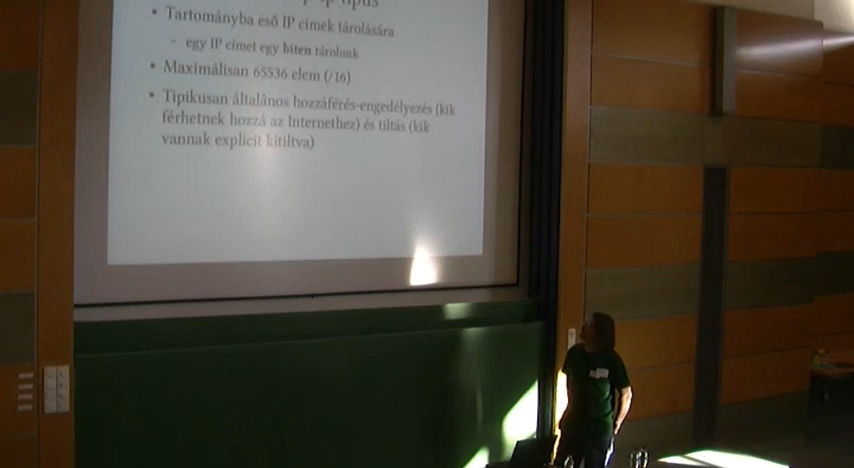 • Tartományba eső IP címek tárolására
– egy IP címet egy biten tárolunk
• Maximálisan 65536 elem (/16)
• Tipikusan általános hozzáférés-engedélyezés (kik
férhetnek hozzá az Internethez) és tiltás (kik
vannak explicit kitiltva)